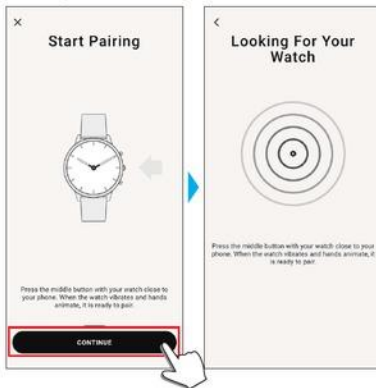 Start Pairing
Press the middle button with your watch close to
your phone. When the watch vibrates and hands
animate, it is ready to pair.
CONTINUE
Looking For Your
Watch
Press the middle button with your watch close to your
phone. When the watch vibrates and hands animate, it
is ready to pair.